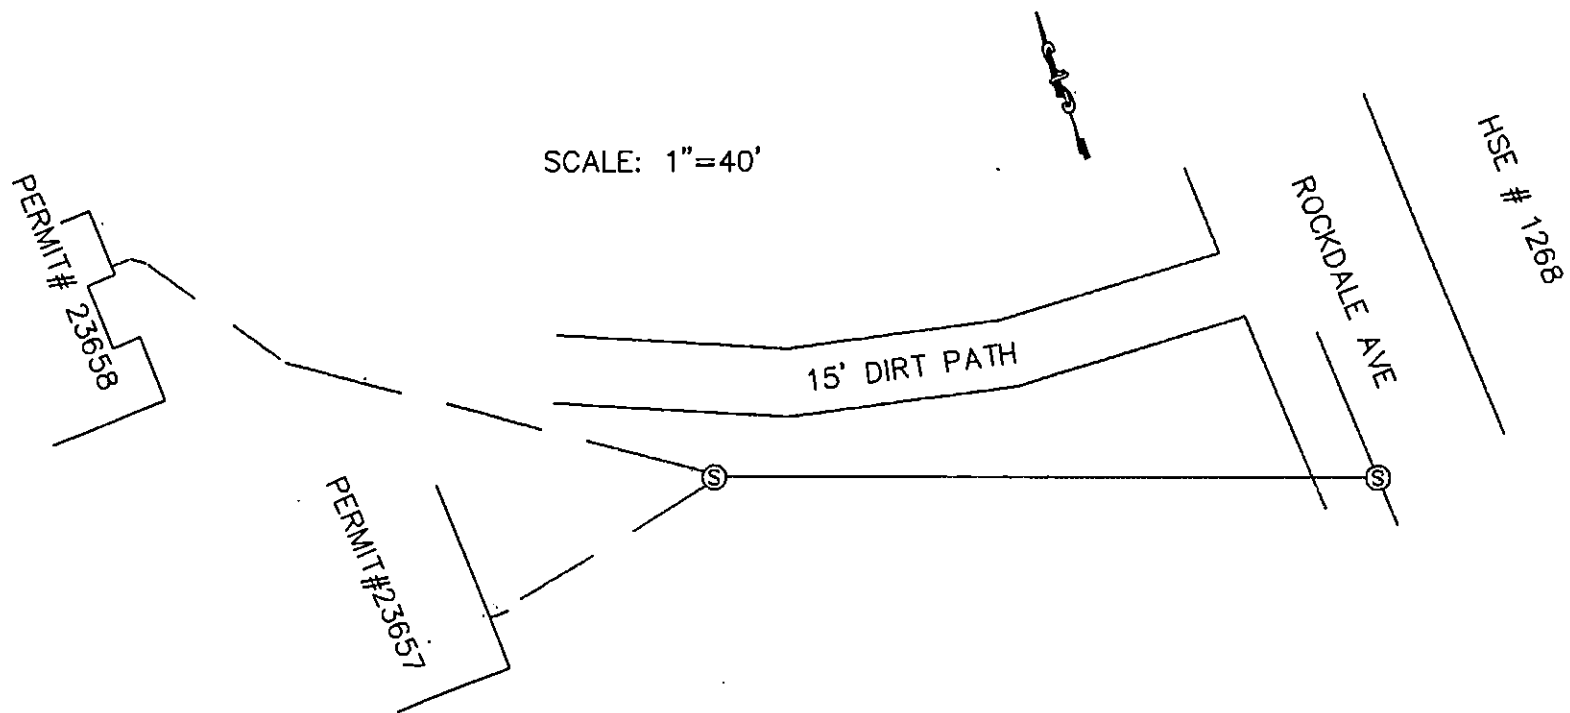 SCALE: 1"=40'
HSE # 1268
ROCKDALE AVE
PERMIT# 23658
15' DIRT PATH
S
S
PERMIT#23657